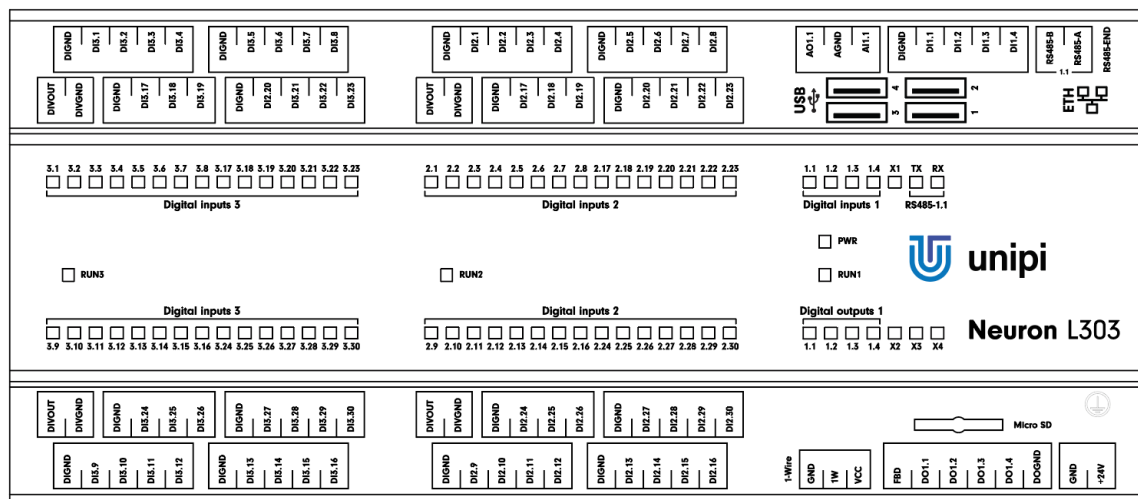 DIGND DI3.1 DI3.2 DI3.3 DI3.4 DIGND DI3.5 DI3.6 DI3.7 DI3.8 DIGND DI2.1 DI2.2 DI2.3 DI2.4 DIGND DI2.5 DI2.6 DI2.7 DI2.8 AO1.1 AGND AI1.1 DIGND DI1.1 DI1.2 DI1.3 DI1.4 RS485-B RS485-A RS485-END
1.1
DIVOUT DIVGND DIGND DI3.17 DI3.18 DI3.19 DIGND DI2.20 DI3.21 DI3.22 DI3.23 DIVOUT DIVGND DIGND DI2.17 DI2.18 DI2.19 DIGND DI2.20 DI2.21 DI2.22 DI2.23 USB 4 3 2 1 ETH
3.1 3.2 3.3 3.4 3.5 3.6 3.7 3.8 3.17 3.18 3.19 3.20 3.21 3.22 3.23 2.1 2.2 2.3 2.4 2.5 2.6 2.7 2.8 2.17 2.18 2.19 2.20 2.21 2.22 2.23 1.1 1.2 1.3 1.4 X1 TX RX
Digital inputs 3 Digital inputs 2 Digital inputs 1 RS485-1.1
PWR
unipi
RUN3 RUN2 RUN1
Digital inputs 3 Digital inputs 2 Digital outputs 1
Neuron L303
3.9 3.10 3.11 3.12 3.13 3.14 3.15 3.16 3.24 3.25 3.26 3.27 3.28 3.29 3.30 2.9 2.10 2.11 2.12 2.13 2.14 2.15 2.16 2.24 2.25 2.26 2.27 2.28 2.29 2.30 1.1 1.2 1.3 1.4 X2 X3 X4
DIVOUT DIVGND DIGND DI3.24 DI3.25 DI3.26 DIGND DI3.27 DI3.28 DI3.29 DI3.30 DIVOUT DIVGND DIGND DI2.24 DI2.25 DI2.26 DIGND DI2.27 DI2.28 DI2.29 DI2.30 Micro SD
DIGND DI3.9 DI3.10 DI3.11 DI3.12 DIGND DI3.13 DI3.14 DI3.15 DI3.16 DIGND DI2.9 DI2.10 DI2.11 DI2.12 DIGND DI2.13 DI2.14 DI2.15 DI2.16 1-Wire GND 1W VCC FBD DO1.1 DO1.2 DO1.3 DO1.4 DOGND GND +24V